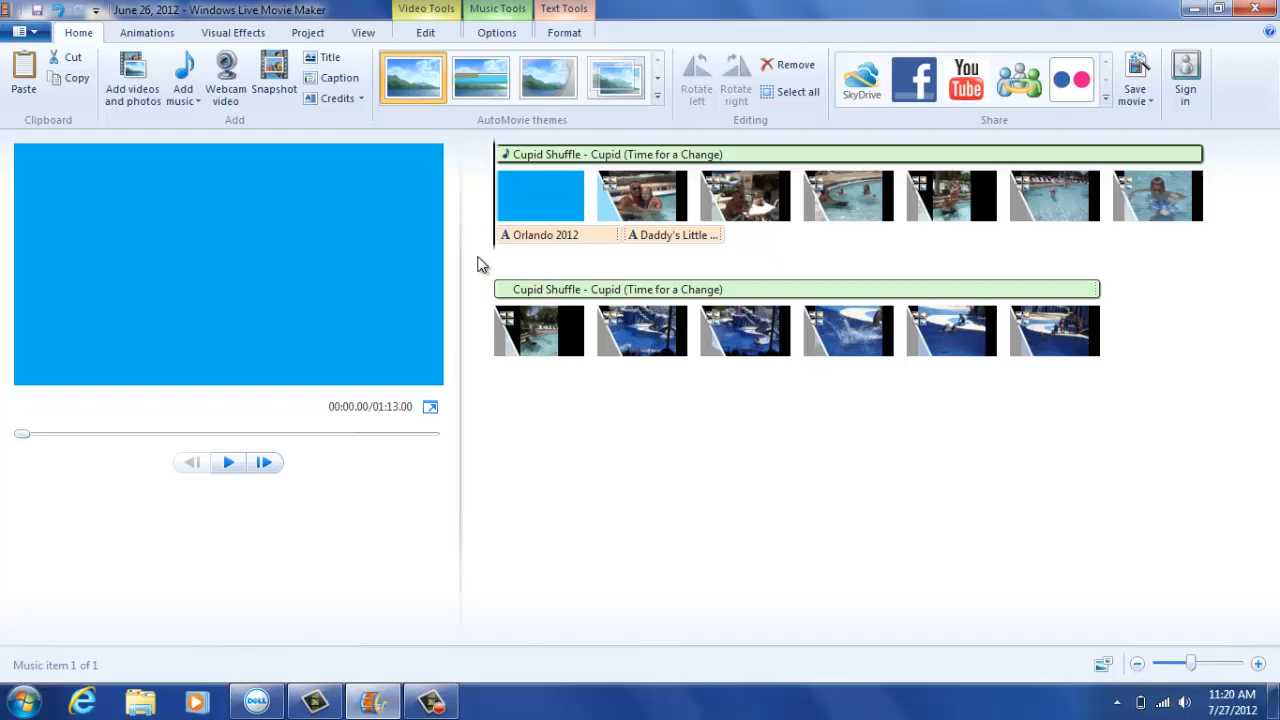 June 26, 2012 - Windows Live Movie Maker
Video Tools
Music Tools
Text Tools
Home
Animations
Visual Effects
Project
View
Edit
Options
Format
Paste
Cut
Copy
Clipboard
Add videos and photos
Add music
Webcam video
Snapshot
Title
Caption
Credits
Add
AutoMovie themes
Rotate left
Rotate right
Remove
Select all
Editing
SkyDrive
You Tube
Share
Save movie
Sign in
Cupid Shuffle - Cupid (Time for a Change)
A Orlando 2012
A Daddy's Little ...
Cupid Shuffle - Cupid (Time for a Change)
00:00.00/01:13.00
Music item 1 of 1
DELL
11:20 AM
7/27/2012